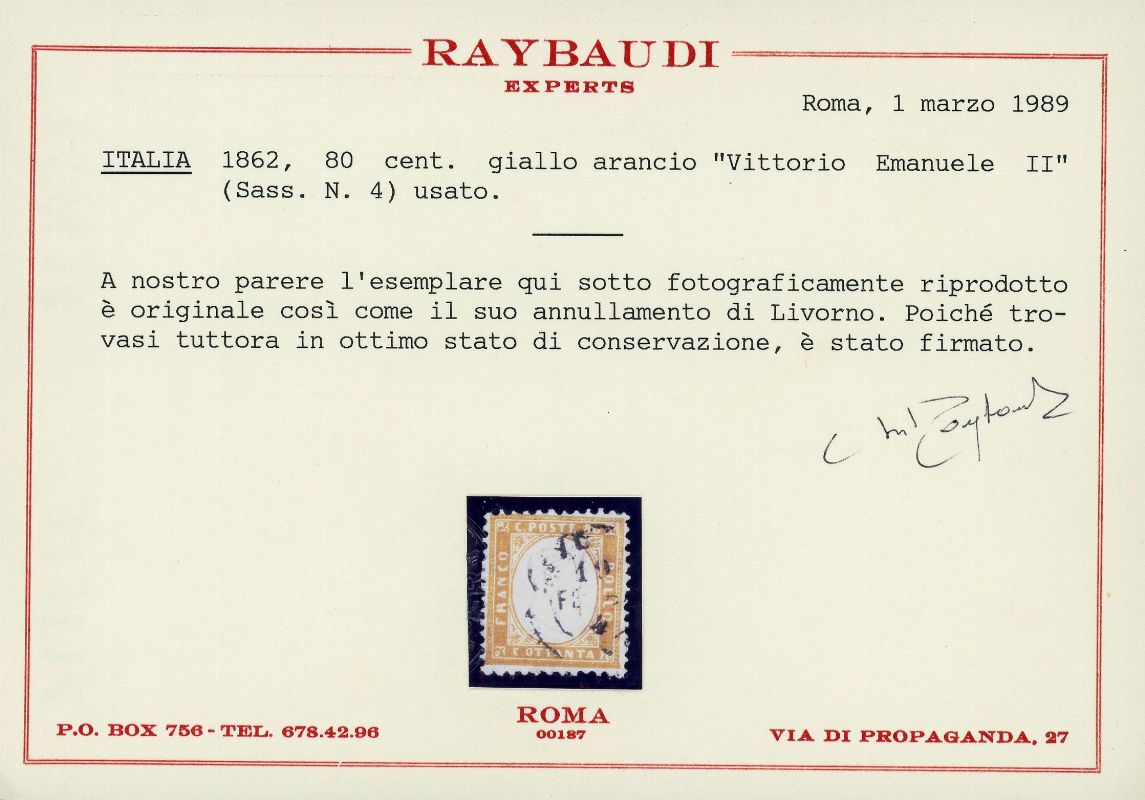 RAYBAUDI
EXPERTS
Roma, 1 marzo 1989
ITALIA 1862, 80 cent. giallo arancio "Vittorio Emanuele II"
(Sass. N. 4) usato.
A nostro parere l'esemplare qui sotto fotograficamente riprodotto
è originale così come il suo annullamento di Livorno. Poiché tro-
vasi tuttora in ottimo stato di conservazione, è stato firmato.
C. POSTE
FRANCO
C. OTTANTA
ROMA
00187
P.O. BOX 756 - TEL. 678.42.96
VIA DI PROPAGANDA, 27